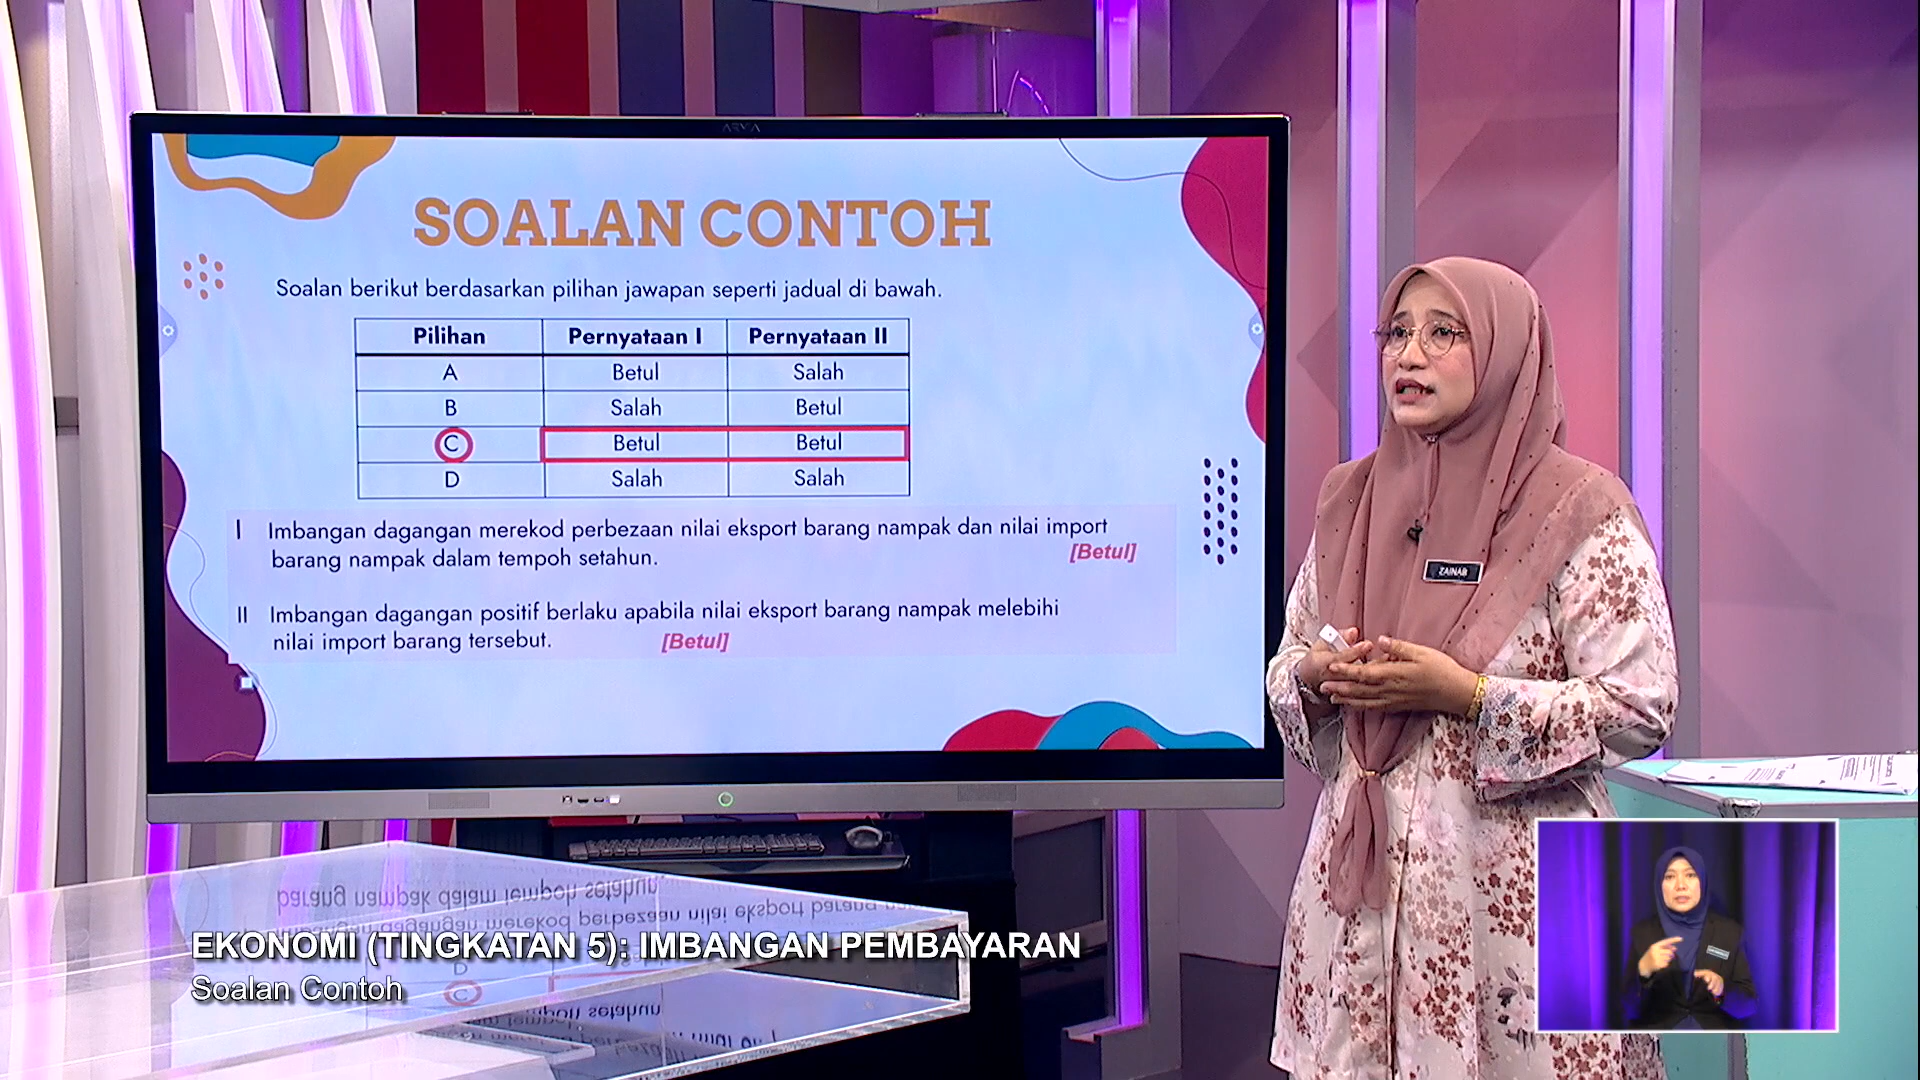 ARVIA
SOALAN CONTOH
Soalan berikut berdasarkan pilihan jawapan seperti jadual di bawah.
Pilihan Pernyataan I Pernyataan II
A Betul Salah
B Salah Betul
C Betul Betul
D Salah Salah
I Imbangan dagangan merekod perbezaan nilai eksport barang nampak dan nilai import
barang nampak dalam tempoh setahun. [Betul]
II Imbangan dagangan positif berlaku apabila nilai eksport barang nampak melebihi
nilai import barang tersebut. [Betul]
ZAINAB
EKONOMI (TINGKATAN 5): IMBANGAN PEMBAYARAN
Soalan Contoh